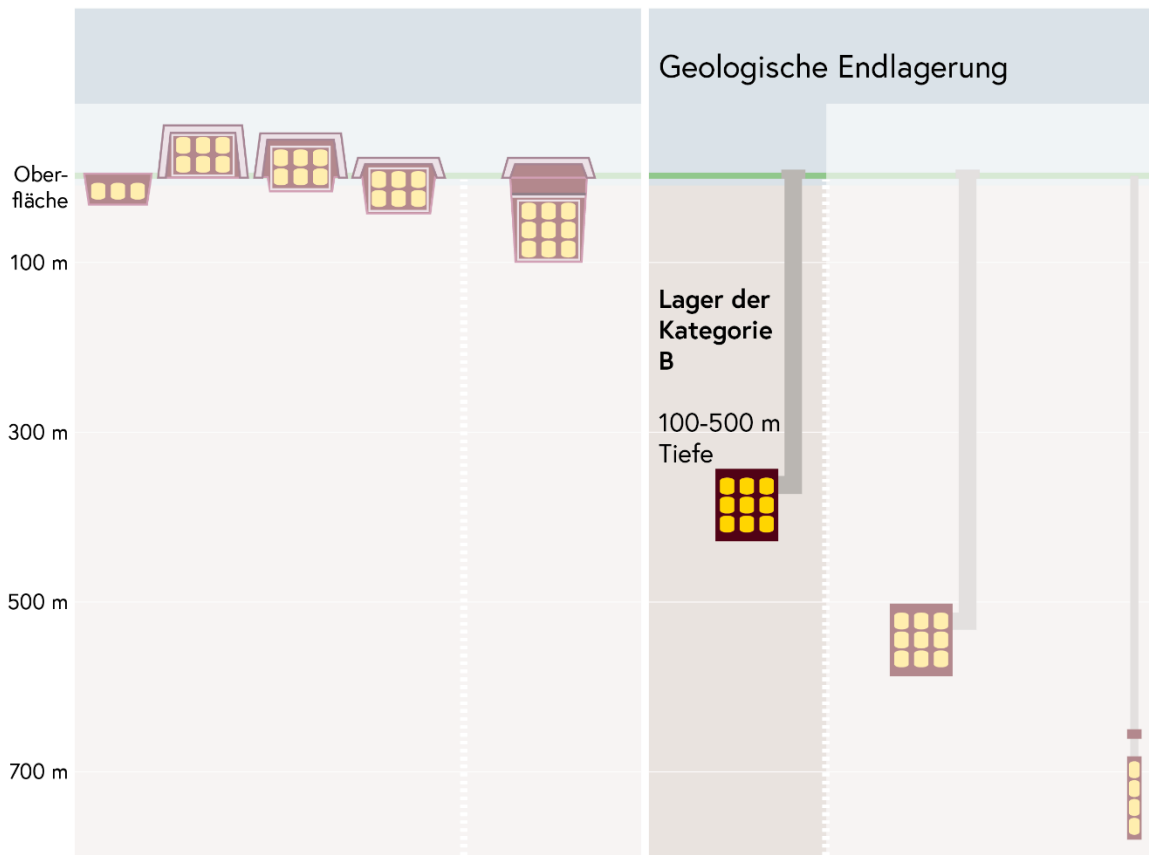 Geologische Endlagerung
Ober-
fläche
100 m
Lager der
Kategorie
B
300 m
100-500 m
Tiefe
500 m
700 m